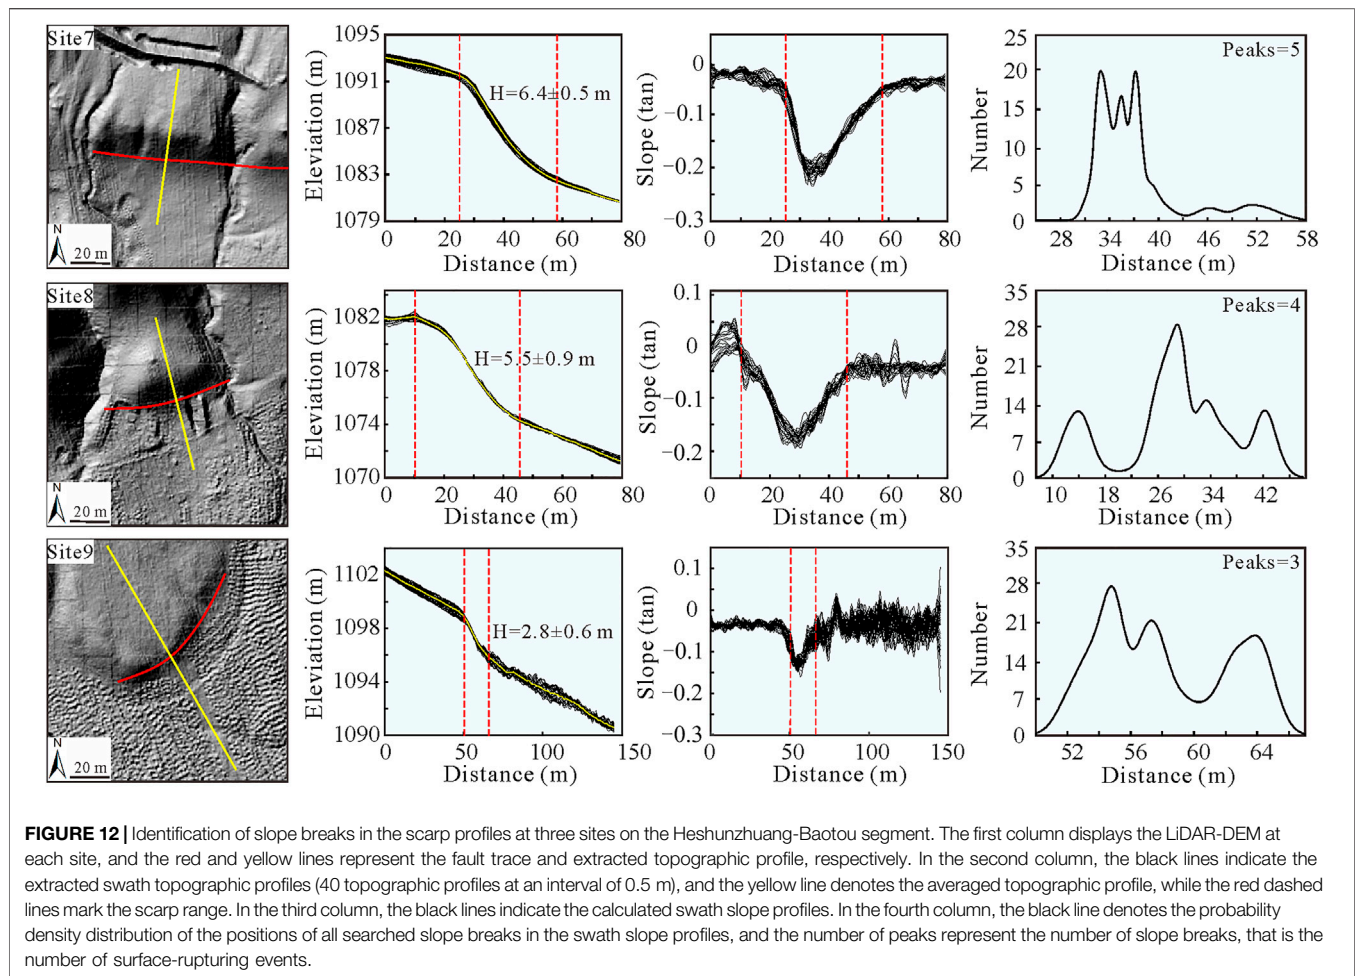 Site7
N
20 m
Eleviation (m)
1095
1091
1087
1083
1079
H=6.4±0.5 m
0 20 40 60 80
Distance (m)
Slope (tan)
0
−0.1
−0.2
−0.3
0 20 40 60 80
Distance (m)
Number
25
20
15
10
5
0
Peaks=5
28 34 40 46 52 58
Distance (m)
Site8
N
20 m
Eleviation (m)
1082
1078
1074
1070
H=5.5±0.9 m
0 20 40 60 80
Distance (m)
Slope (tan)
0.1
0
−0.1
−0.2
0 20 40 60 80
Distance (m)
Number
35
28
14
14
7
0
Peaks=4
10 18 26 34 42
Distance (m)
Site9
N
20 m
Eleviation (m)
1102
1098
1094
1090
H=2.8±0.6 m
0 50 100 150
Distance (m)
Slope (tan)
0.1
0
−0.1
−0.2
−0.3
0 50 100 150
Distance (m)
Number
35
28
21
14
7
0
Peaks=3
52 56 60 64
Distance (m)
FIGURE 12 | Identification of slope breaks in the scarp profiles at three sites on the Heshunzhuang-Baotou segment. The first column displays the LiDAR-DEM at
each site, and the red and yellow lines represent the fault trace and extracted topographic profile, respectively. In the second column, the black lines indicate the
extracted swath topographic profiles (40 topographic profiles at an interval of 0.5 m), and the yellow line denotes the averaged topographic profile, while the red dashed
lines mark the scarp range. In the third column, the black lines indicate the calculated swath slope profiles. In the fourth column, the black line denotes the probability
density distribution of the positions of all searched slope breaks in the swath slope profiles, and the number of peaks represent the number of slope breaks, that is the
number of surface-rupturing events.